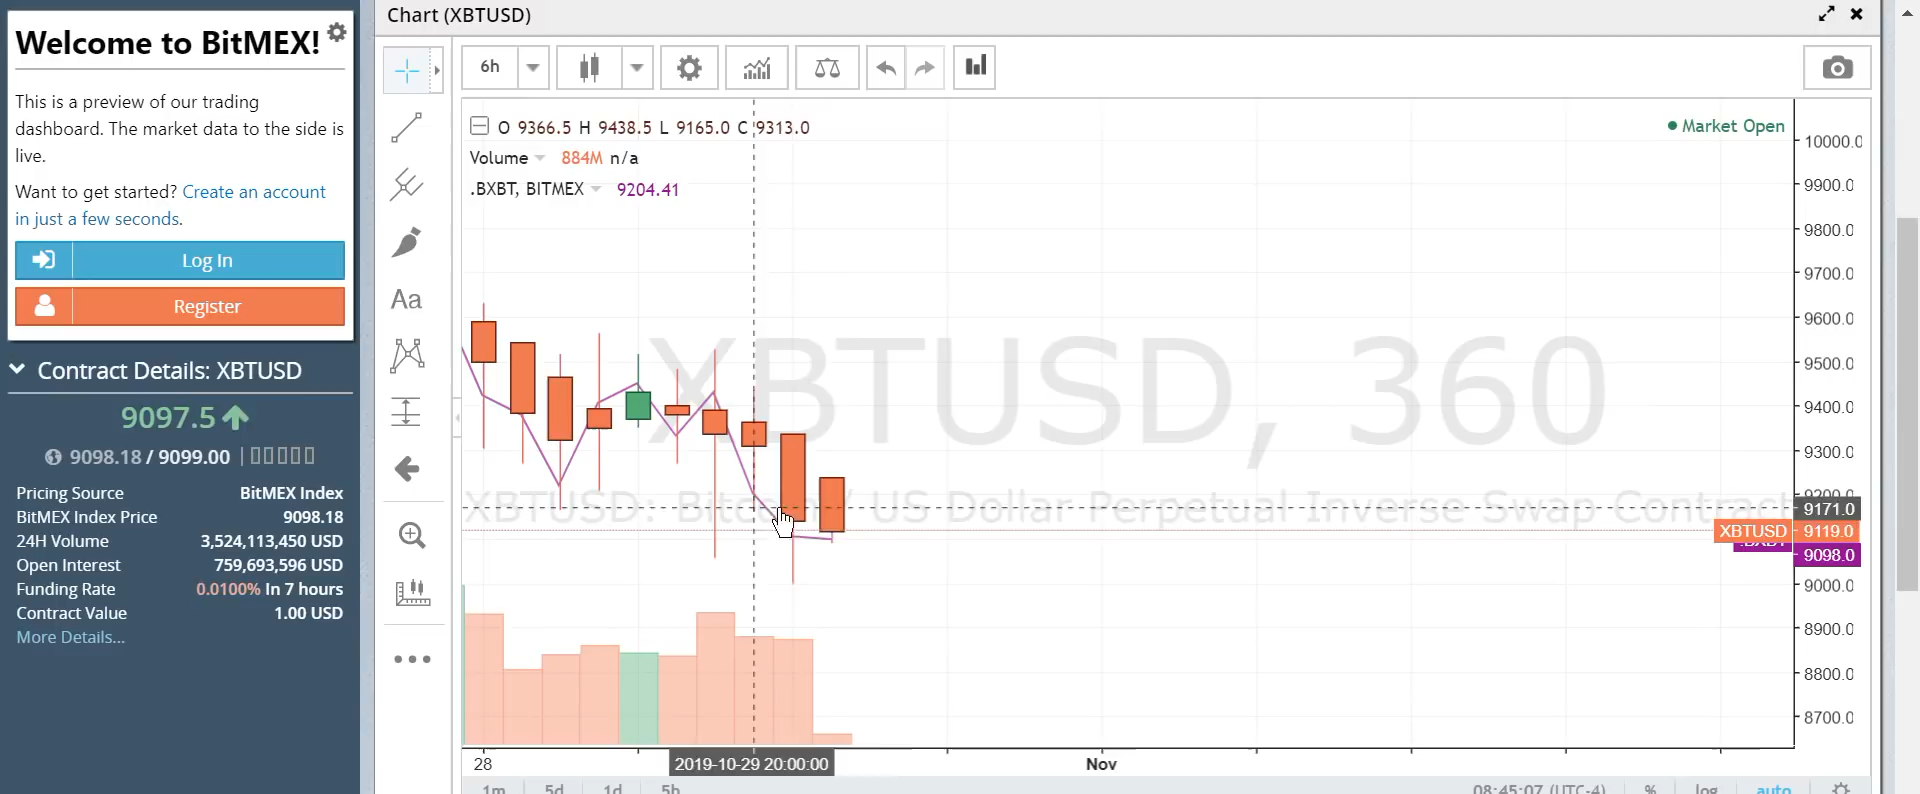 Welcome to BitMEX!
This is a preview of our trading
dashboard. The market data to the side is
live.
Want to get started? Create an account
in just a few seconds.
Log In
Register
Contract Details: XBTUSD
9097.5
9098.18 / 9099.00
Pricing Source BitMEX Index
BitMEX Index Price 9098.18
24H Volume 3,524,113,450 USD
Open Interest 759,693,596 USD
Funding Rate 0.0100% In 7 hours
Contract Value 1.00 USD
More Details...
Chart (XBTUSD)
6h
O 9366.5 H 9438.5 L 9165.0 C 9313.0
Volume 884M n/a
.BXBT, BITMEX 9204.41
Market Open
Aa
XBTUSD, 360
XBTUSD: Bitcoin / US Dollar Perpetual Inverse Swap Contract
10000.0
9900.0
9800.0
9700.0
9600.0
9500.0
9400.0
9300.0
9200.0
9171.0
XBTUSD 9119.0
.BXBT 9098.0
9000.0
8900.0
8800.0
8700.0
28 2019-10-29 20:00:00 Nov
1m 5d 1d 5h 08:45:07 (UTC-4) % log auto